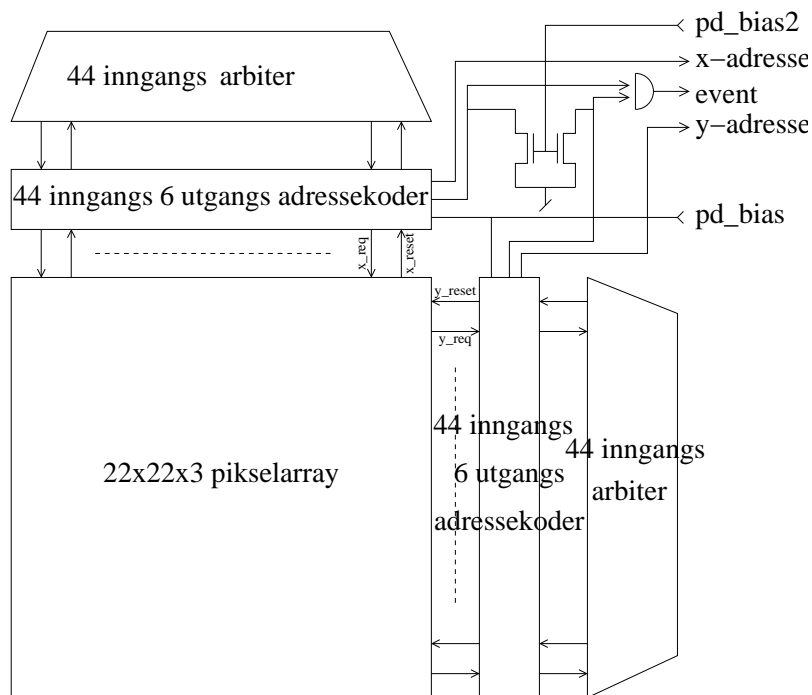 pd_bias2
44 inngangs arbiter
x−adresse
event
y−adresse
44 inngangs 6 utgangs adressekoder
pd_bias
x_req
x_reset
y_reset
y_req
22x22x3 pikselarray
44 inngangs
6 utgangs
adressekoder
44 inngangs
arbiter